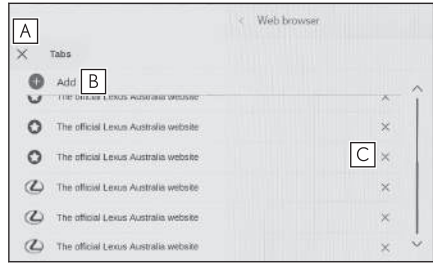 < Web browser
A
× Tabs
Add B
The official Lexus Australia website ×
The official Lexus Australia website ×
The official Lexus Australia website C ×
The official Lexus Australia website ×
The official Lexus Australia website ×
The official Lexus Australia website ×